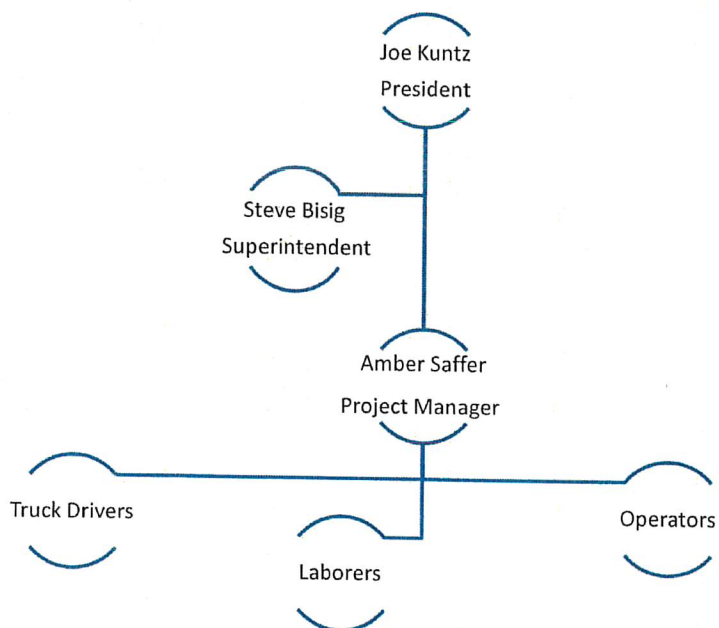 Joe Kuntz
President
Steve Bisig
Superintendent
Amber Saffer
Project Manager
Truck Drivers
Operators
Laborers